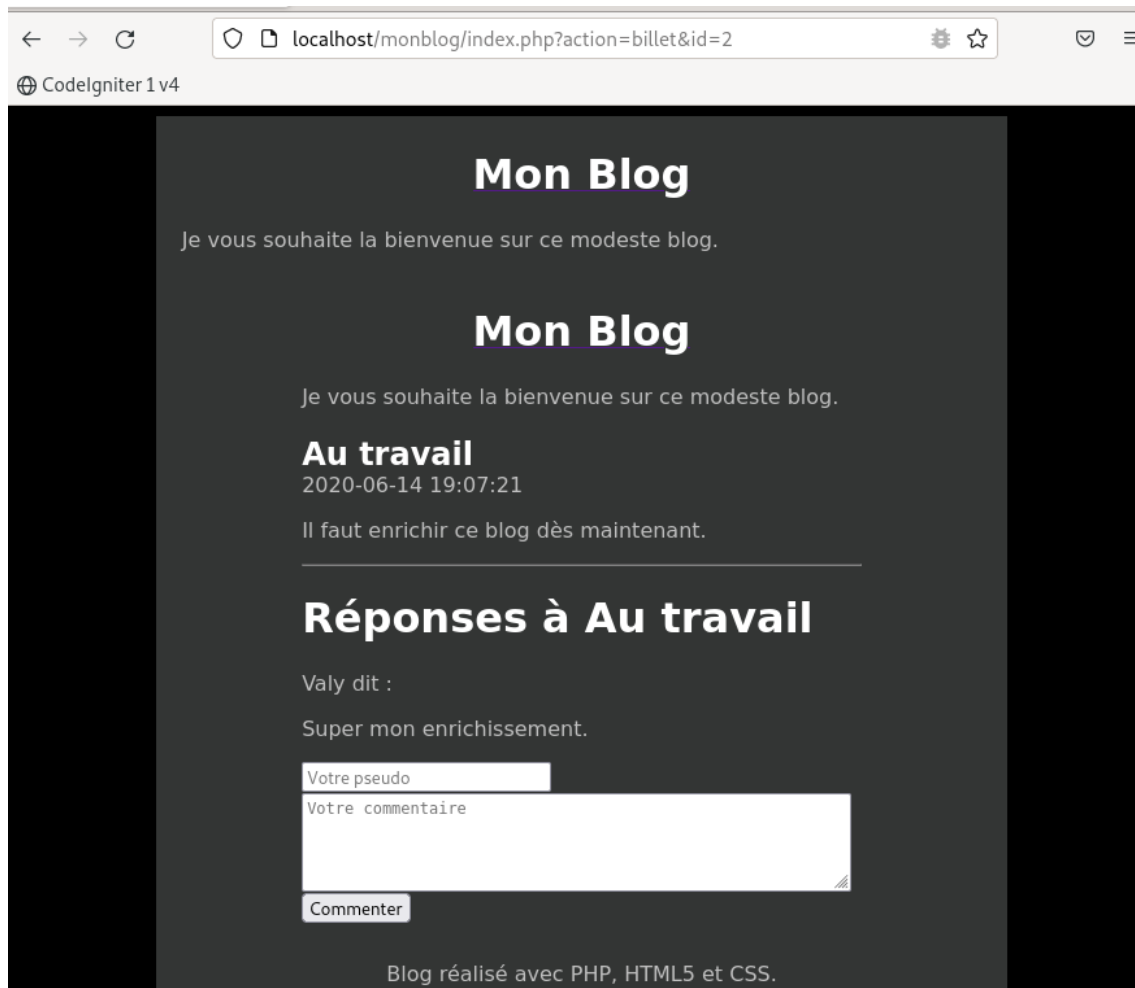 localhost/monblog/index.php?action=billet&id=2
CodeIgniter 1 v4
Mon Blog
Je vous souhaite la bienvenue sur ce modeste blog.
Mon Blog
Je vous souhaite la bienvenue sur ce modeste blog.
Au travail
2020-06-14 19:07:21
Il faut enrichir ce blog dès maintenant.
Réponses à Au travail
Valy dit :
Super mon enrichissement.
Votre pseudo
Votre commentaire
Commenter
Blog réalisé avec PHP, HTML5 et CSS.